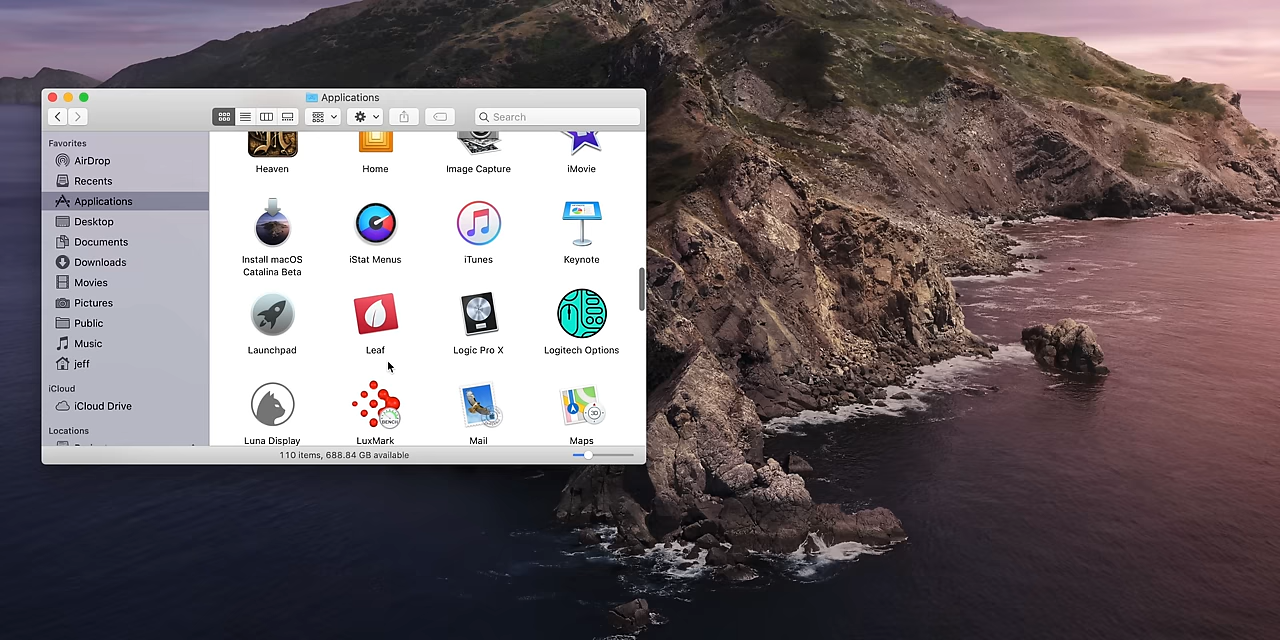 Applications
Search
Favorites
AirDrop
Recents
Applications
Desktop
Documents
Downloads
Movies
Pictures
Public
Music
jeff
iCloud
iCloud Drive
Locations
Heaven
Home
Image Capture
iMovie
Install macOS
Catalina Beta
iStat Menus
iTunes
Keynote
Launchpad
Leaf
Logic Pro X
Logitech Options
3D
BENCH
Luna Display
LuxMark
Mail
Maps
110 items, 688.84 GB available